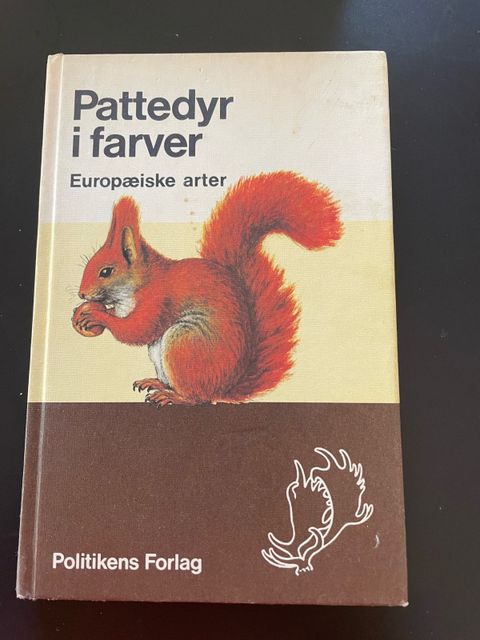 Pattedyr
i farver
Europæiske arter
Politikens Forlag